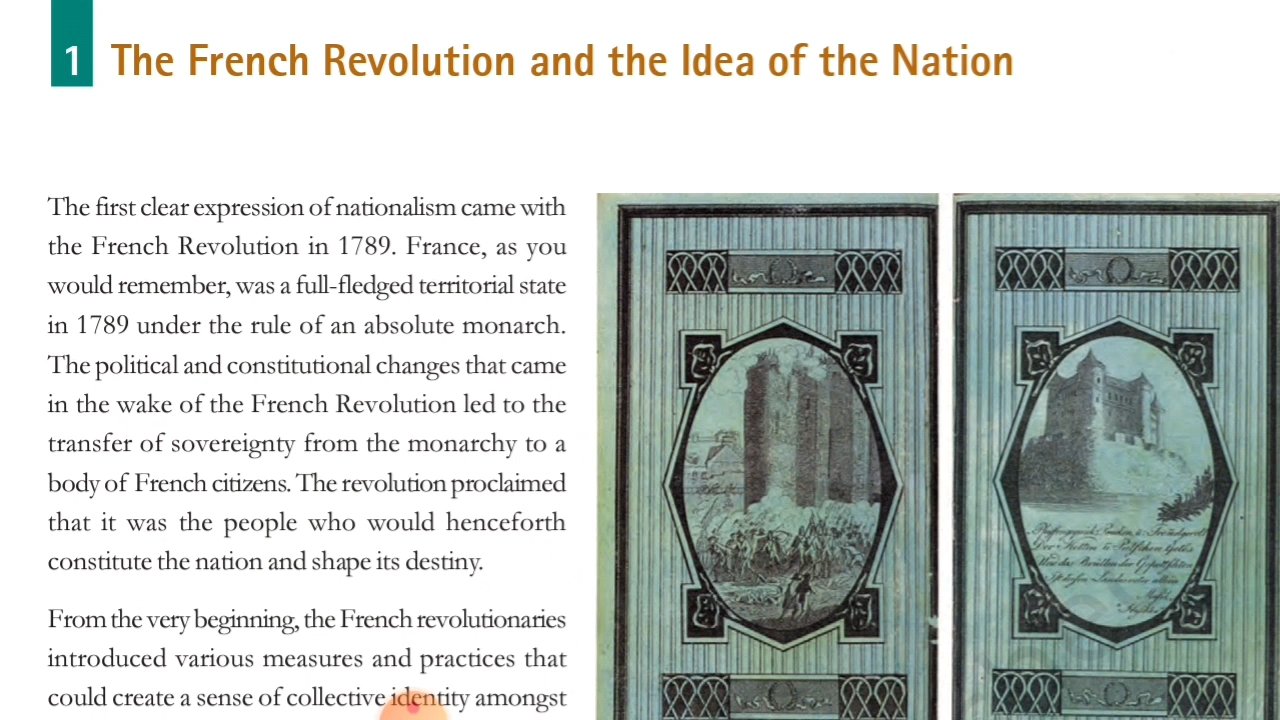 1 The French Revolution and the Idea of the Nation
The first clear expression of nationalism came with
the French Revolution in 1789. France, as you
would remember, was a full-fledged territorial state
in 1789 under the rule of an absolute monarch.
The political and constitutional changes that came
in the wake of the French Revolution led to the
transfer of sovereignty from the monarchy to a
body of French citizens. The revolution proclaimed
that it was the people who would henceforth
constitute the nation and shape its destiny.
From the very beginning, the French revolutionaries
introduced various measures and practices that
could create a sense of collective identity amongst